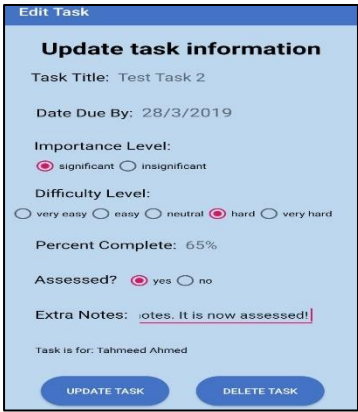 Edit Task
Update task information
Task Title: Test Task 2
Date Due By: 28/3/2019
Importance Level:
significant insignificant
Difficulty Level:
very easy easy neutral hard very hard
Percent Complete: 65%
Assessed? yes no
Extra Notes: otes. It is now assessed!
Task is for: Tahmeed Ahmed
UPDATE TASK DELETE TASK